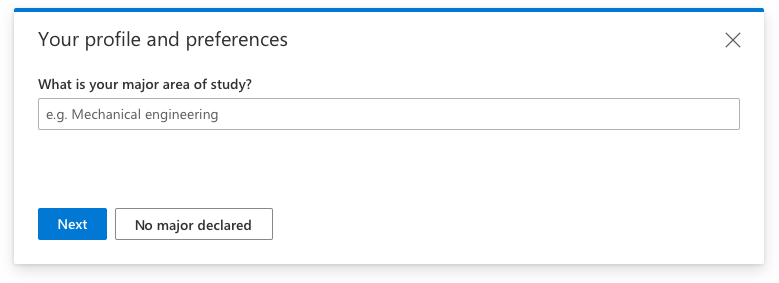 Your profile and preferences
What is your major area of study?
e.g. Mechanical engineering
Next
No major declared